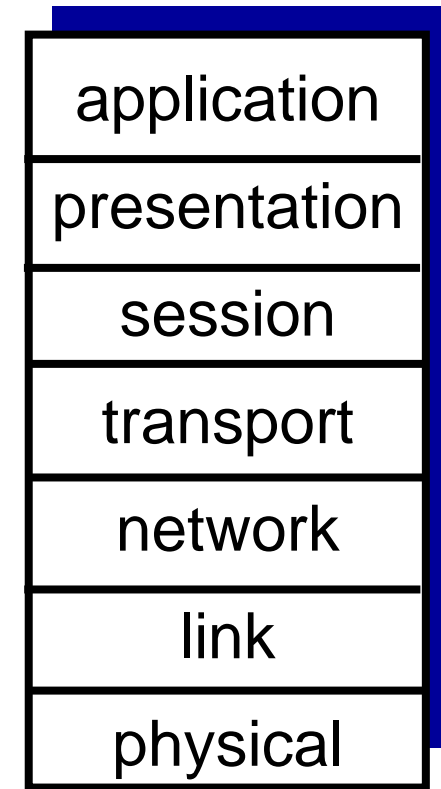 application
presentation
session
transport
network
link
physical